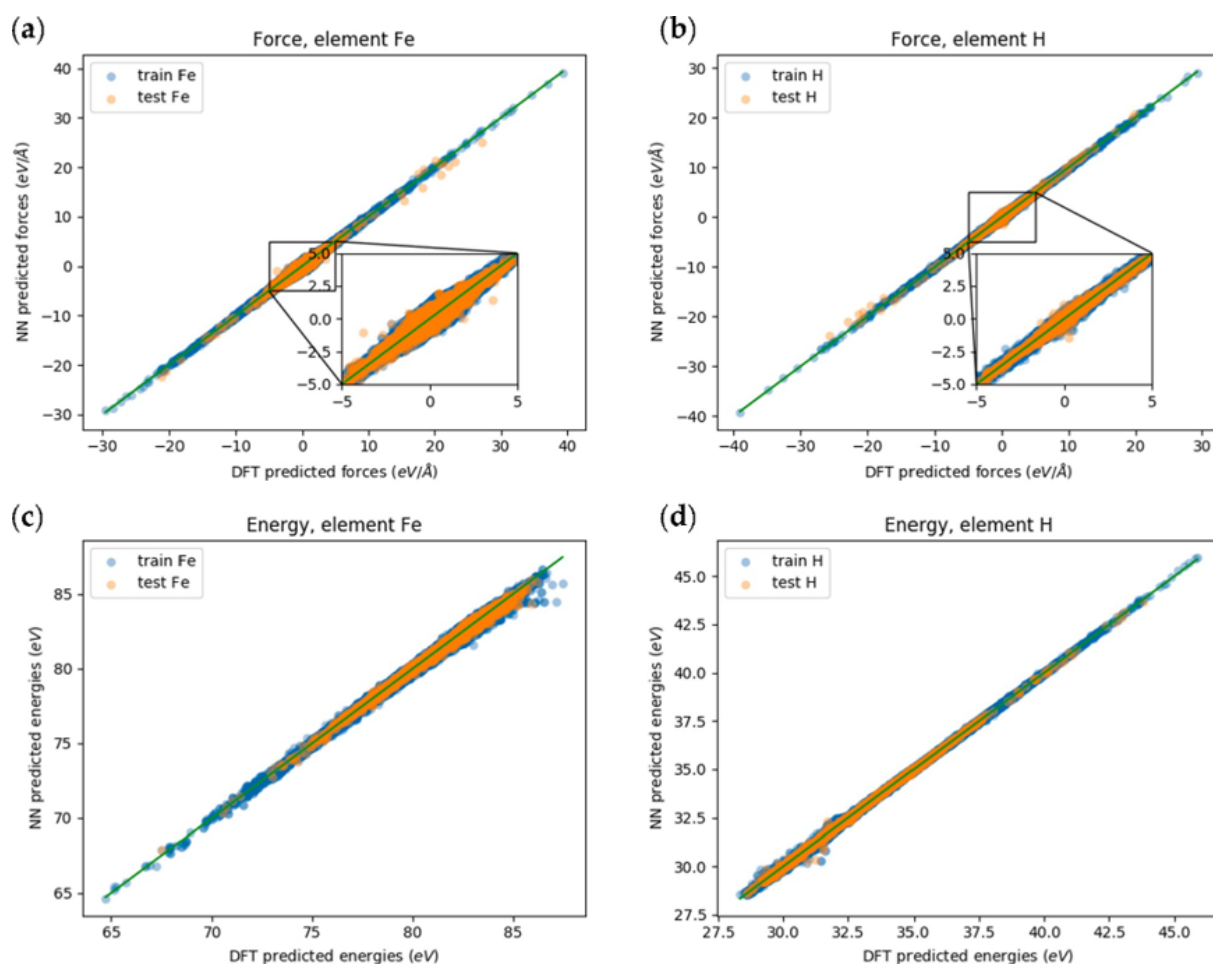 (a)
Force, element Fe
train Fe
test Fe
NN predicted forces (eV/Å)
40
30
20
10
0
−10
−20
−30
5.0
2.5
0.0
−2.5
−5.0
−5 0 5
−30 −20 −10 0 10 20 30 40
DFT predicted forces (eV/Å)
(b)
Force, element H
train H
test H
NN predicted forces (eV/Å)
30
20
10
0
−10
−20
−30
−40
5.0
2.5
0.0
−2.5
−5.0
−5 0 5
−40 −30 −20 −10 0 10 20 30
DFT predicted forces (eV/Å)
(c)
Energy, element Fe
train Fe
test Fe
NN predicted energies (eV)
85
80
75
70
65
65 70 75 80 85
DFT predicted energies (eV)
(d)
Energy, element H
train H
test H
NN predicted energies (eV)
45.0
42.5
40.0
37.5
35.0
32.5
30.0
27.5
27.5 30.0 32.5 35.0 37.5 40.0 42.5 45.0
DFT predicted energies (eV)